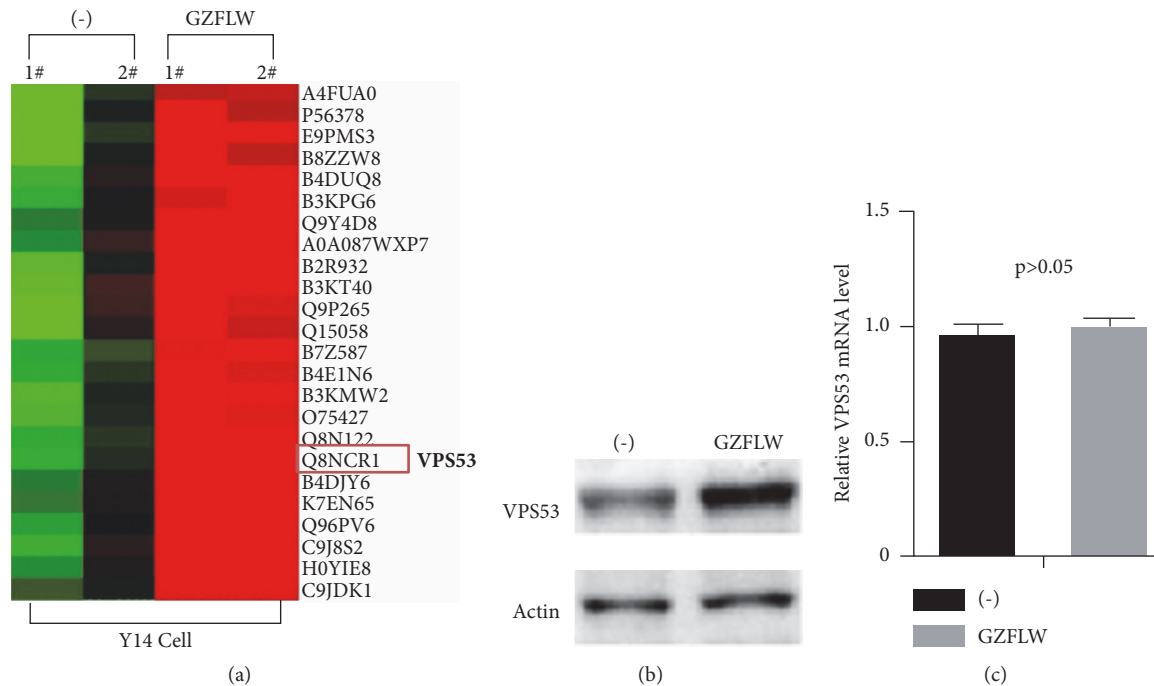 (-) GZFLW
1# 2# 1# 2#
A4FUA0
P56378
E9PMS3
B8ZZW8
B4DUQ8
B3KPG6
Q9Y4D8
A0A087WXP7
B2R932
B3KT40
Q9P265
Q15058
B7Z587
B4E1N6
B3KMW2
O75427
Q8N122
Q8NCR1 VPS53
B4DJY6
K7EN65
Q96PV6
C9J8S2
H0YIE8
C9JDK1
Y14 Cell
(a)
(-) GZFLW
VPS53
Actin
(b)
Relative VPS53 mRNA level
1.5
1.0
0.5
0
p>0.05
(-)
GZFLW
(c)